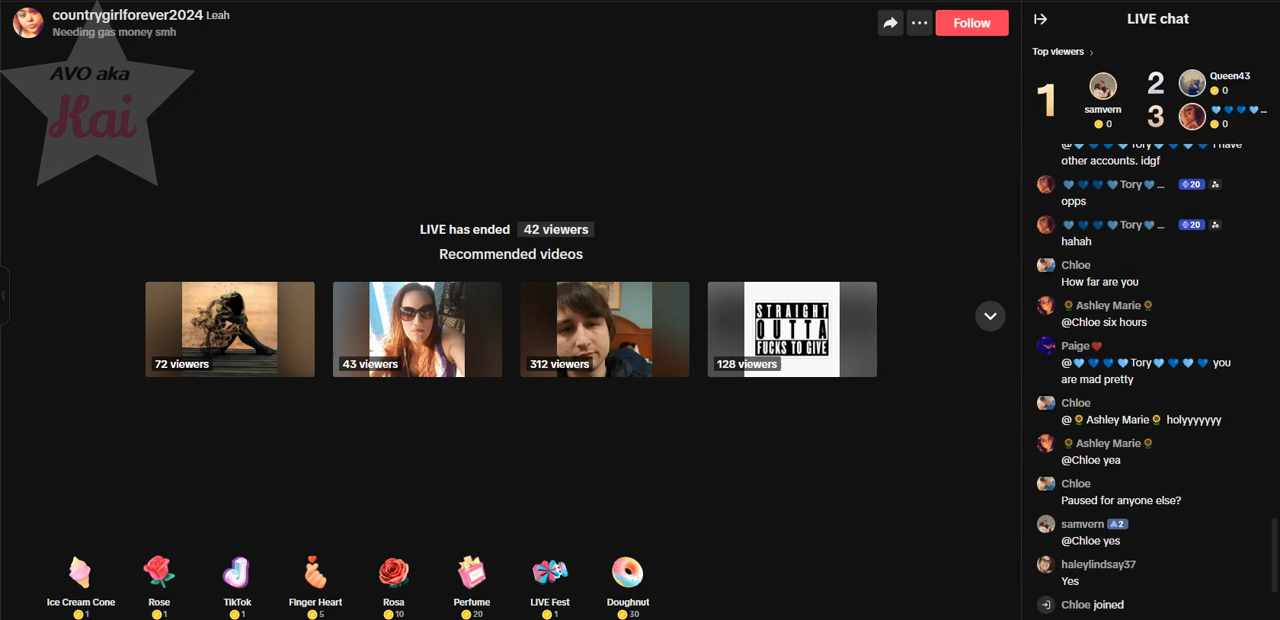 countrygirlforever2024 Leah
Needing gas money smh
AVO aka
Kai
Follow
LIVE has ended 42 viewers
Recommended videos
72 viewers
43 viewers
312 viewers
STRAIGHT
OUTTA
FUCKS TO GIVE
128 viewers
Ice Cream Cone
1
Rose
1
TikTok
1
Finger Heart
5
Rosa
10
Perfume
20
LIVE Fest
1
Doughnut
30
LIVE chat
Top viewers
1
samvern
0
2
Queen43
0
3
💙 💙 💙 💙 ...
0
@💙 💙 💙 💙 Tory 💙 💙 💙 💙 I have
other accounts. idgf
💙 💙 💙 💙 Tory 💙 ... 20
opps
💙 💙 💙 💙 Tory 💙 ... 20
hahah
Chloe
How far are you
🌻 Ashley Marie 🌻
@Chloe six hours
Paige ❤️
@💙 💙 💙 💙 Tory 💙 💙 💙 💙 you
are mad pretty
Chloe
@🌻 Ashley Marie 🌻 holyyyyyyy
🌻 Ashley Marie 🌻
@Chloe yea
Chloe
Paused for anyone else?
samvern 2
@Chloe yes
haleylindsay37
Yes
Chloe joined